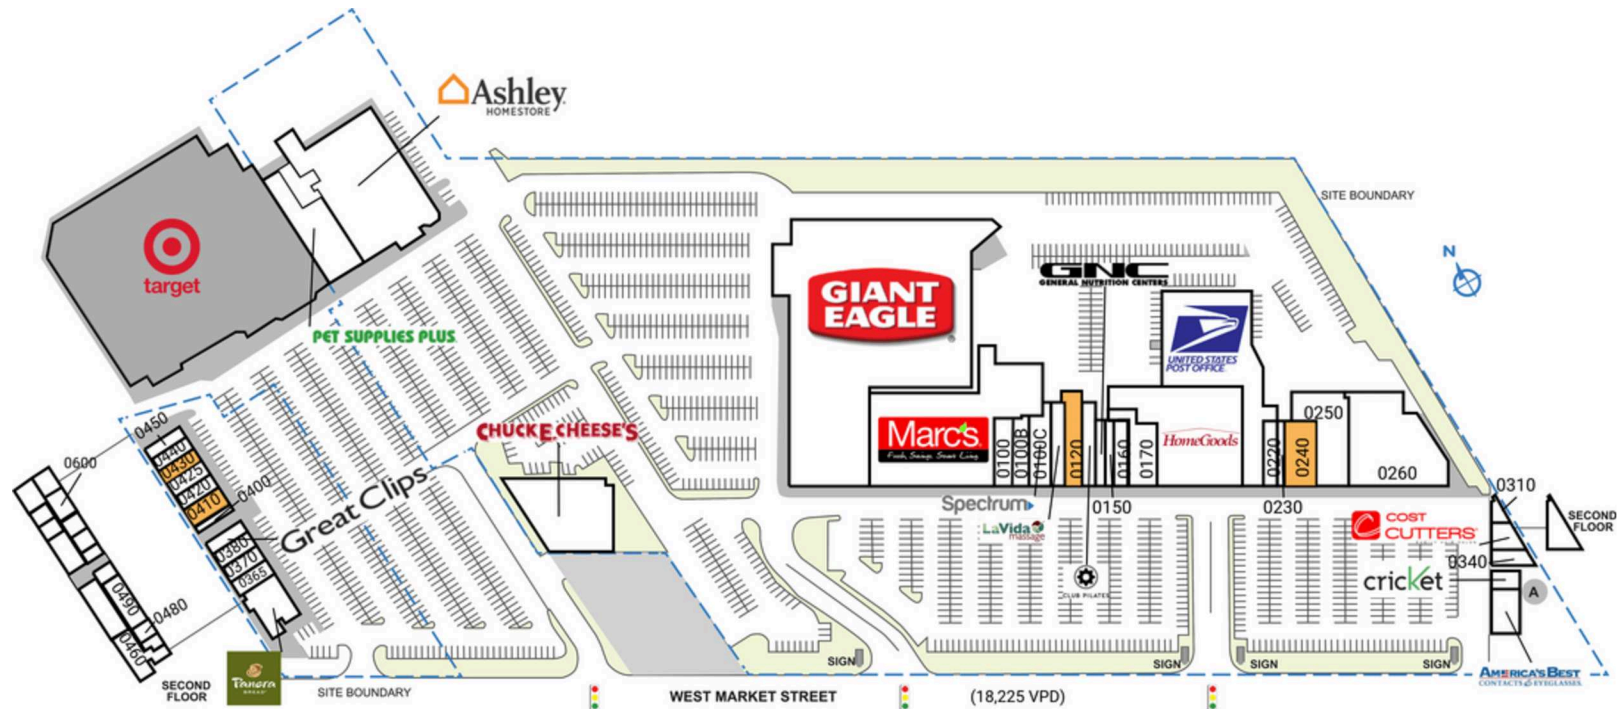 Ashley
HOMESTORE
SITE BOUNDARY
N
target
GNC
GENERAL NUTRITION CENTERS
GIANT
EAGLE
UNITED STATES
POST OFFICE
PET SUPPLIES PLUS
CHUCK E. CHEESE'S
Marc's
0100
0100B
0100C
0120
0160
0170
HomeGoods
0220
0240
0250
0260
0450
0440
0430
0425
0420
0410
0400
0600
Great Clips
0380
0370
0365
0490
0480
0460
Spectrum
LaVida
massage
0150
0230
CLUB PILATES
0310
SECOND
FLOOR
COST
CUTTERS
0340
cricket
A
AMERICA'S BEST
CONTACTS & EYEGLASSES
SECOND
FLOOR
Panera
BREAD
SITE BOUNDARY
SIGN
SIGN
SIGN
SIGN
WEST MARKET STREET
(18,225 VPD)